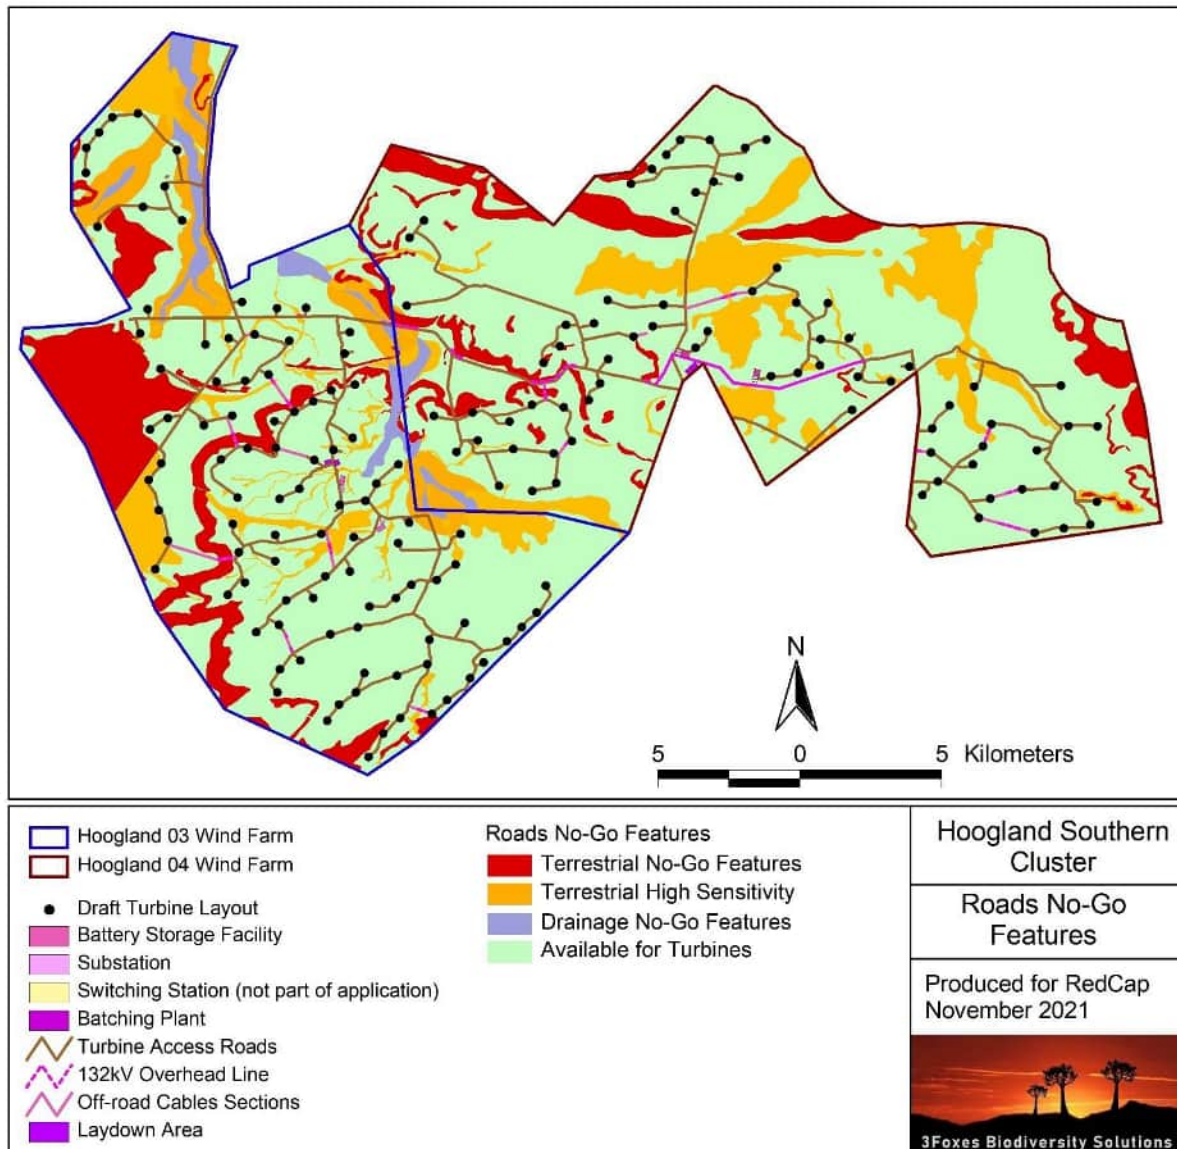 N
5 0 5 Kilometers
Hoogland 03 Wind Farm
Hoogland 04 Wind Farm
Draft Turbine Layout
Battery Storage Facility
Substation
Switching Station (not part of application)
Batching Plant
Turbine Access Roads
132kV Overhead Line
Off-road Cables Sections
Laydown Area
Roads No-Go Features
Terrestrial No-Go Features
Terrestrial High Sensitivity
Drainage No-Go Features
Available for Turbines
Hoogland Southern
Cluster
Roads No-Go
Features
Produced for RedCap
November 2021
3Foxes Biodiversity Solutions